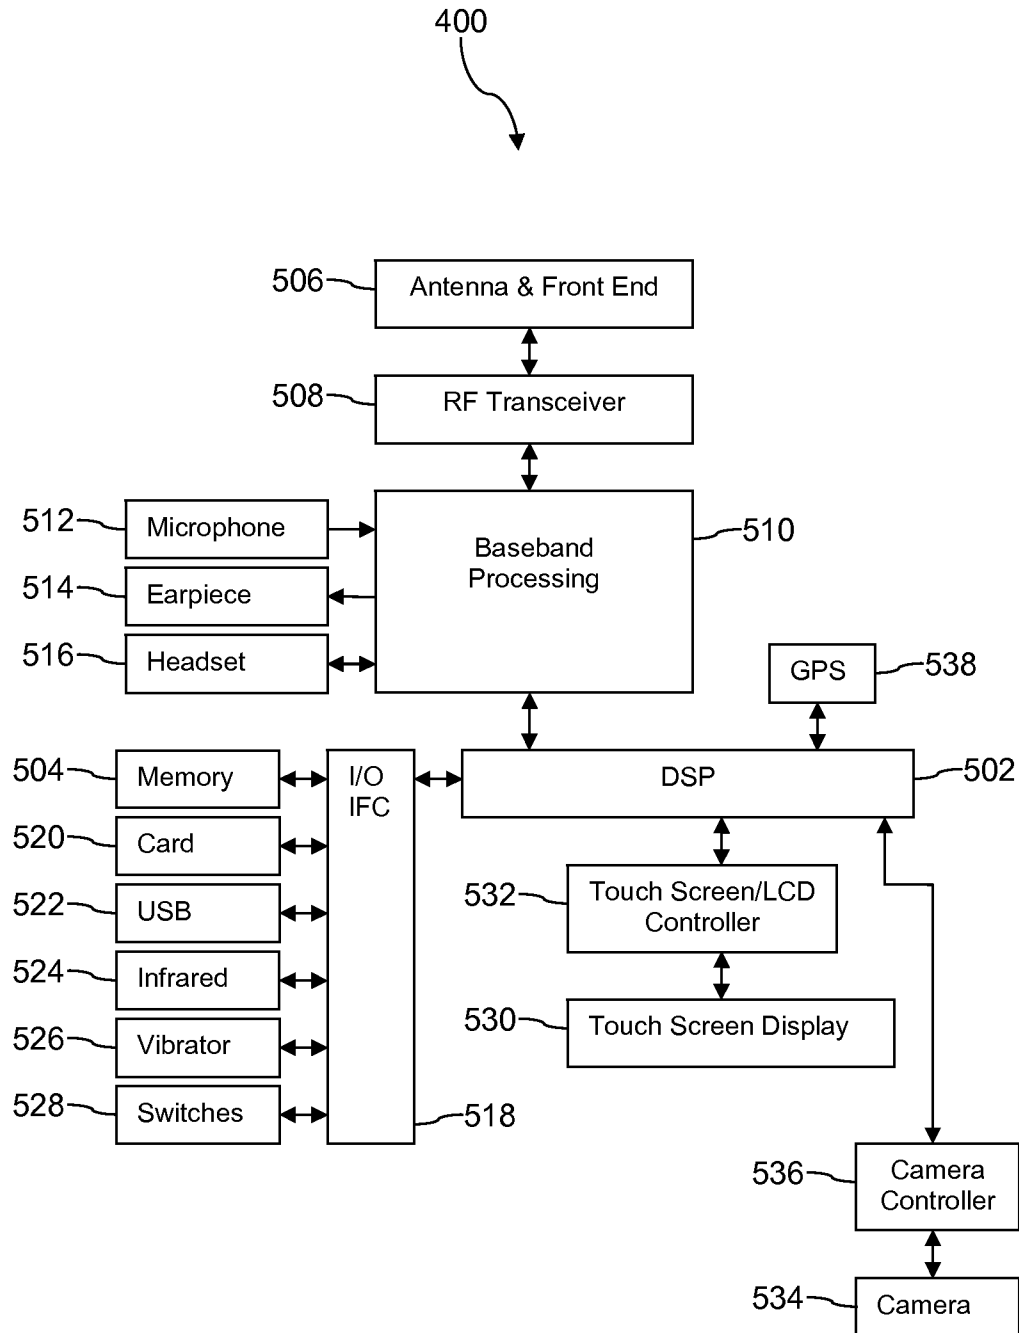 400
506
Antenna & Front End
508
RF Transceiver
512
Microphone
510
Baseband
Processing
514
Earpiece
516
Headset
GPS
538
504
Memory
I/O
IFC
DSP
502
520
Card
532
Touch Screen/LCD
Controller
522
USB
524
Infrared
530
Touch Screen Display
526
Vibrator
528
Switches
518
536
Camera
Controller
534
Camera